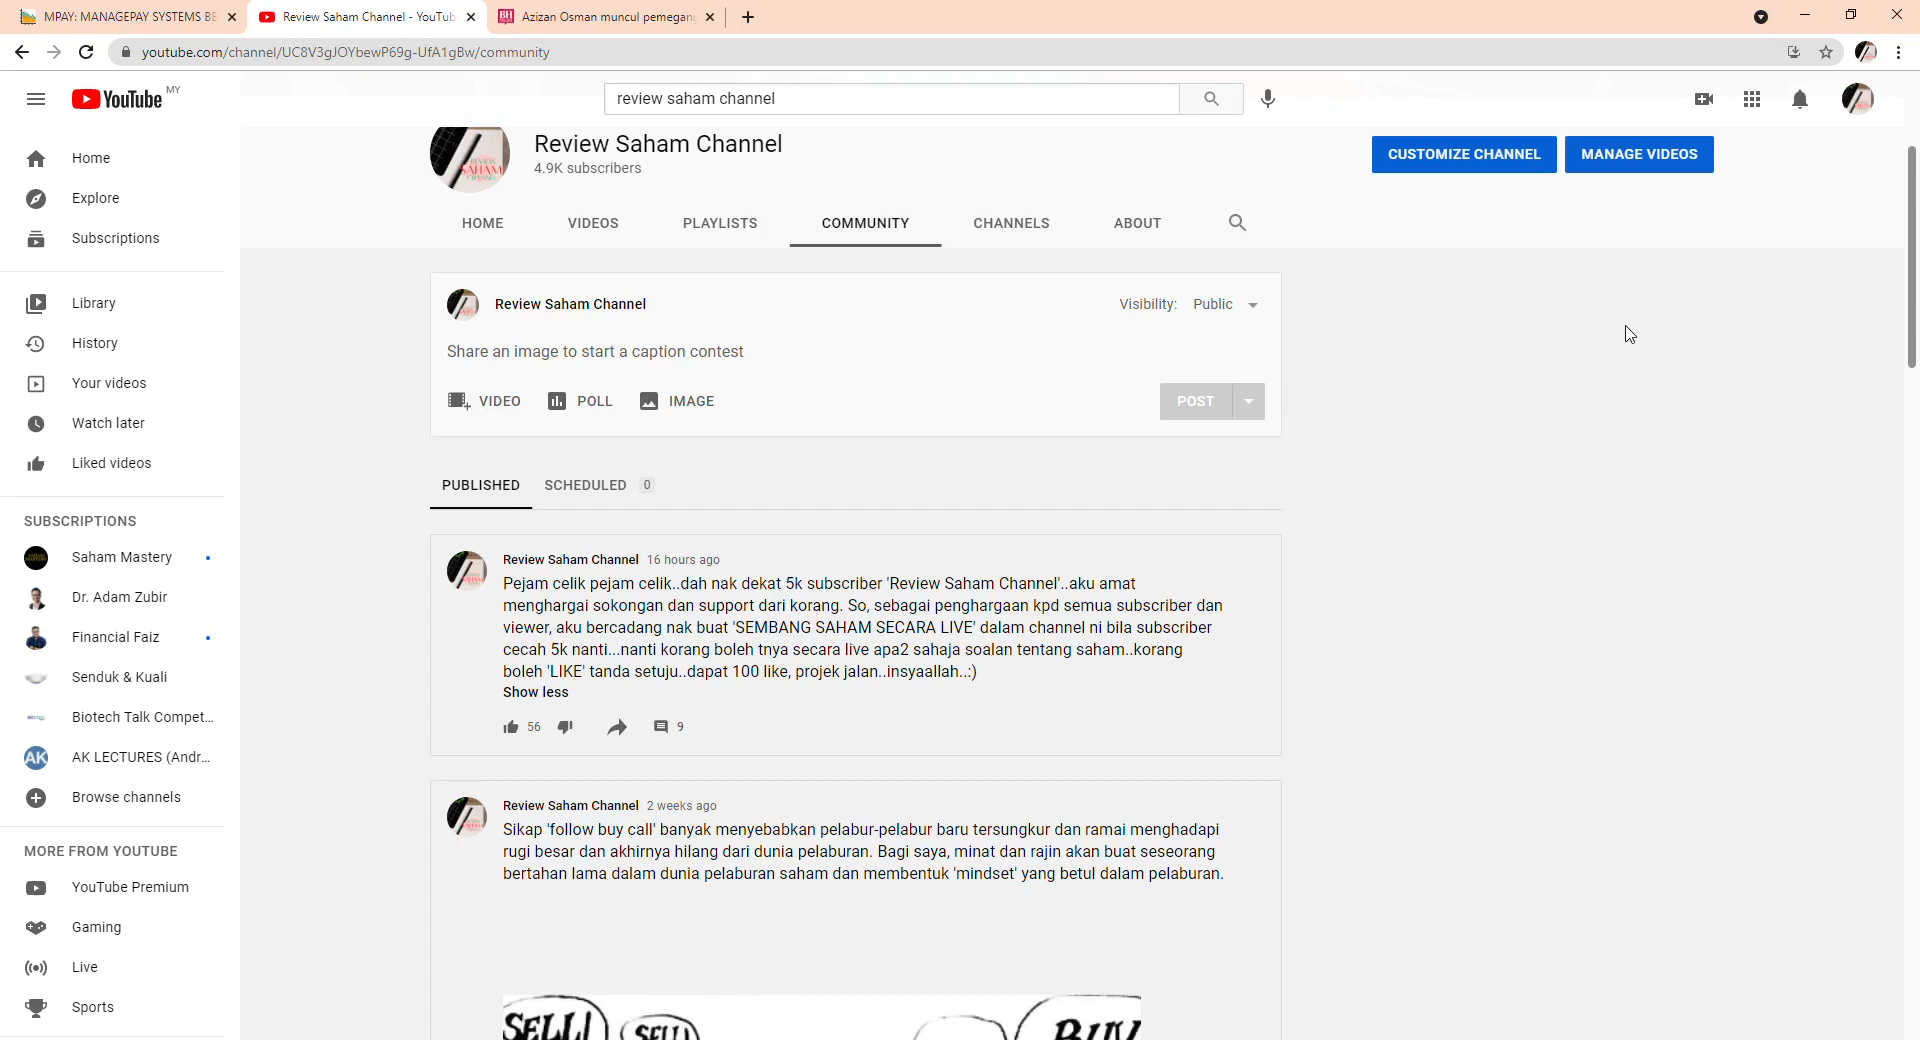 MPAY: MANAGEPAY SYSTEMS BE
Review Saham Channel - YouTub
Azizan Osman muncul pemegan
youtube.com/channel/UC8V3gJOYbewP69g-UfA1gBw/community
YouTube MY
review saham channel
Home
Explore
Subscriptions
Library
History
Your videos
Watch later
Liked videos
SUBSCRIPTIONS
Saham Mastery
Dr. Adam Zubir
Financial Faiz
Senduk & Kuali
Biotech Talk Compet...
AK LECTURES (Andr...
Browse channels
MORE FROM YOUTUBE
YouTube Premium
Gaming
Live
Sports
Review Saham Channel
4.9K subscribers
CUSTOMIZE CHANNEL
MANAGE VIDEOS
HOME VIDEOS PLAYLISTS COMMUNITY CHANNELS ABOUT
Review Saham Channel
Visibility: Public
Share an image to start a caption contest
VIDEO POLL IMAGE
POST
PUBLISHED SCHEDULED 0
Review Saham Channel 16 hours ago
Pejam celik pejam celik..dah nak dekat 5k subscriber 'Review Saham Channel'..aku amat
menghargai sokongan dan support dari korang. So, sebagai penghargaan kpd semua subscriber dan
viewer, aku bercadang nak buat 'SEMBANG SAHAM SECARA LIVE' dalam channel ni bila subscriber
cecah 5k nanti...nanti korang boleh tnya secara live apa2 sahaja soalan tentang saham..korang
boleh 'LIKE' tanda setuju..dapat 100 like, projek jalan..insyaallah..:)
Show less
56
9
Review Saham Channel 2 weeks ago
Sikap 'follow buy call' banyak menyebabkan pelabur-pelabur baru tersungkur dan ramai menghadapi
rugi besar dan akhirnya hilang dari dunia pelaburan. Bagi saya, minat dan rajin akan buat seseorang
bertahan lama dalam dunia pelaburan saham dan membentuk 'mindset' yang betul dalam pelaburan.
SELL!
SELL!